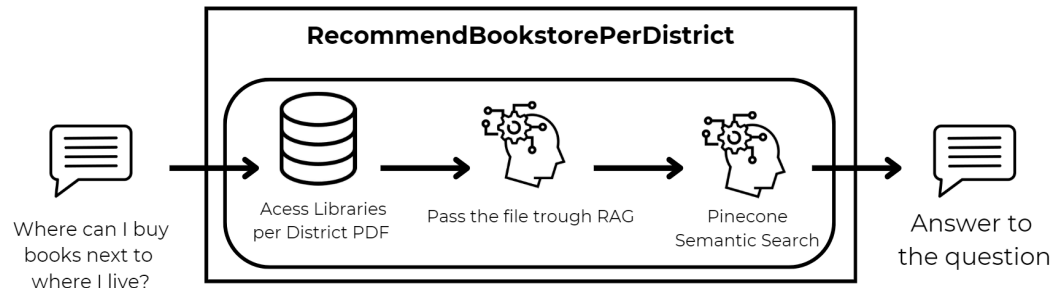 RecommendBookstorePerDistrict
Where can I buy
books next to
where I live?
Acess Libraries
per District PDF
Pass the file trough RAG
Pinecone
Semantic Search
Answer to
the question